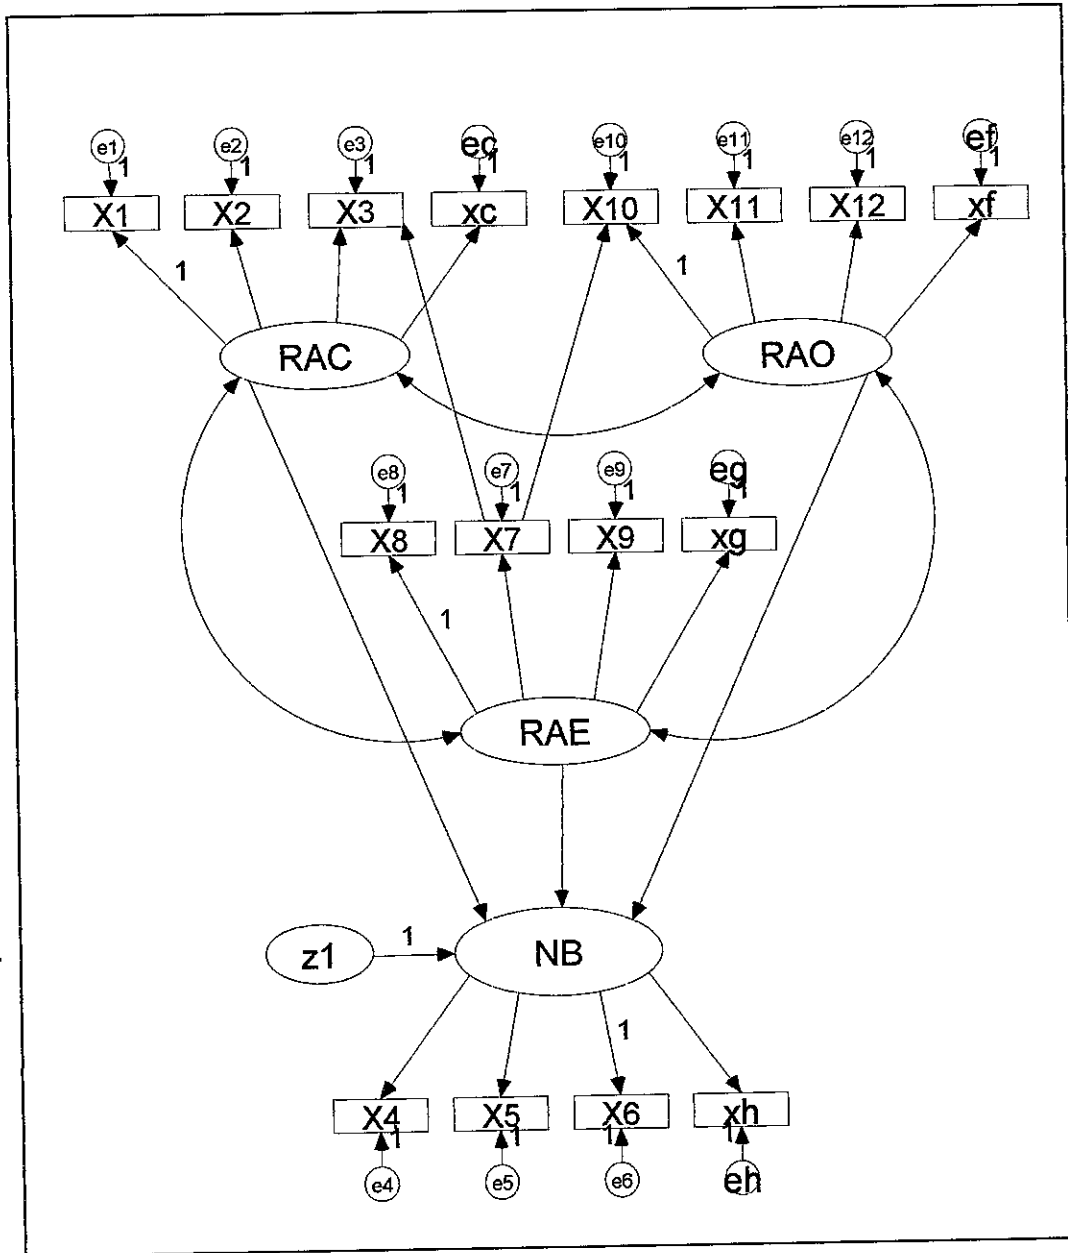 e1 e2 e3 ec e10 e11 e12 ef
1 1 1 1 1 1 1 1
X1 X2 X3 xc X10 X11 X12 xf
1 1
RAC RAO
e8 e7 e9 eg
1 1 1 1
X8 X7 X9 xg
1
RAE
1
z1 NB
1
X4 X5 X6 xh
1 1 1 1
e4 e5 e6 eh